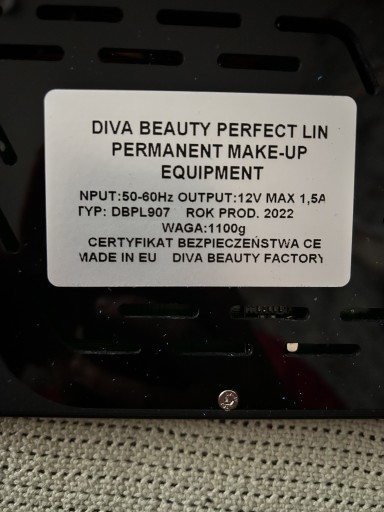 DIVA BEAUTY PERFECT LIN
PERMANENT MAKE-UP
EQUIPMENT
NPUT:50-60Hz OUTPUT:12V MAX 1,5A
TYP: DBPL907 ROK PROD. 2022
WAGA:1100g
CERTYFIKAT BEZPIECZEŃSTWA CE
MADE IN EU DIVA BEAUTY FACTORY